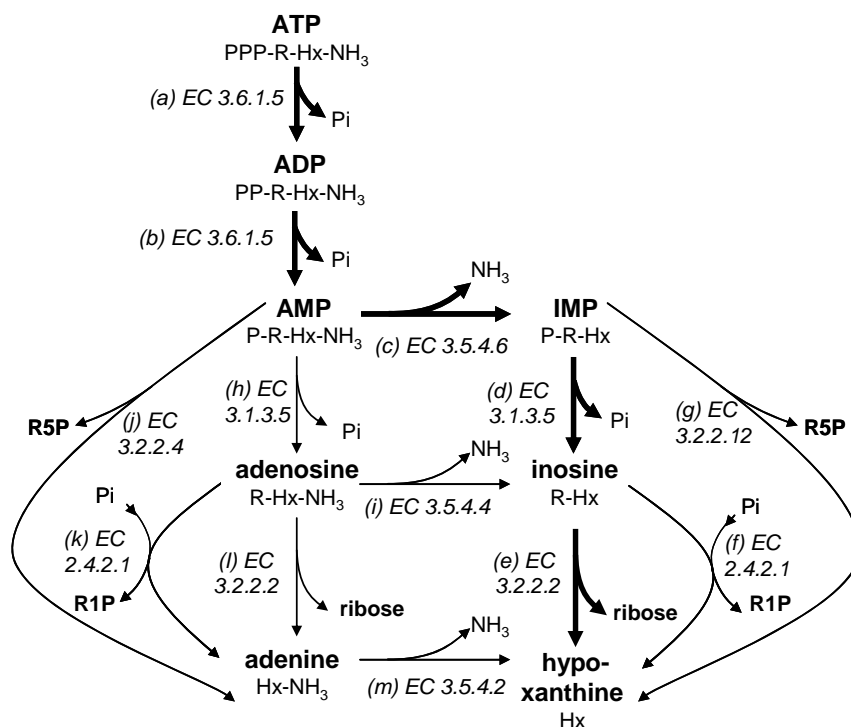 ATP
PPP-R-Hx-NH₃
(a) EC 3.6.1.5
Pi
ADP
PP-R-Hx-NH₃
(b) EC 3.6.1.5
Pi
NH₃
AMP
P-R-Hx-NH₃
IMP
P-R-Hx
(c) EC 3.5.4.6
(h) EC
3.1.3.5
Pi
(d) EC
3.1.3.5
Pi
R5P
(j) EC
3.2.2.4
(g) EC
3.2.2.12
R5P
adenosine
R-Hx-NH₃
NH₃
(i) EC 3.5.4.4
inosine
R-Hx
Pi
(k) EC
2.4.2.1
R1P
(l) EC
3.2.2.2
ribose
(e) EC
3.2.2.2
ribose
Pi
(f) EC
2.4.2.1
R1P
adenine
Hx-NH₃
NH₃
(m) EC 3.5.4.2
hypo-
xanthine
Hx